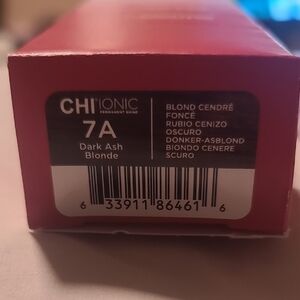 CHI IONIC
PERMANENT SHINE
7A
Dark Ash
Blonde
BLOND CENDRÉ
FONCÉ
RUBIO CENIZO
OSCURO
DONKER-ASBLOND
BIONDO CENERE
SCURO
6 33911 86461 6